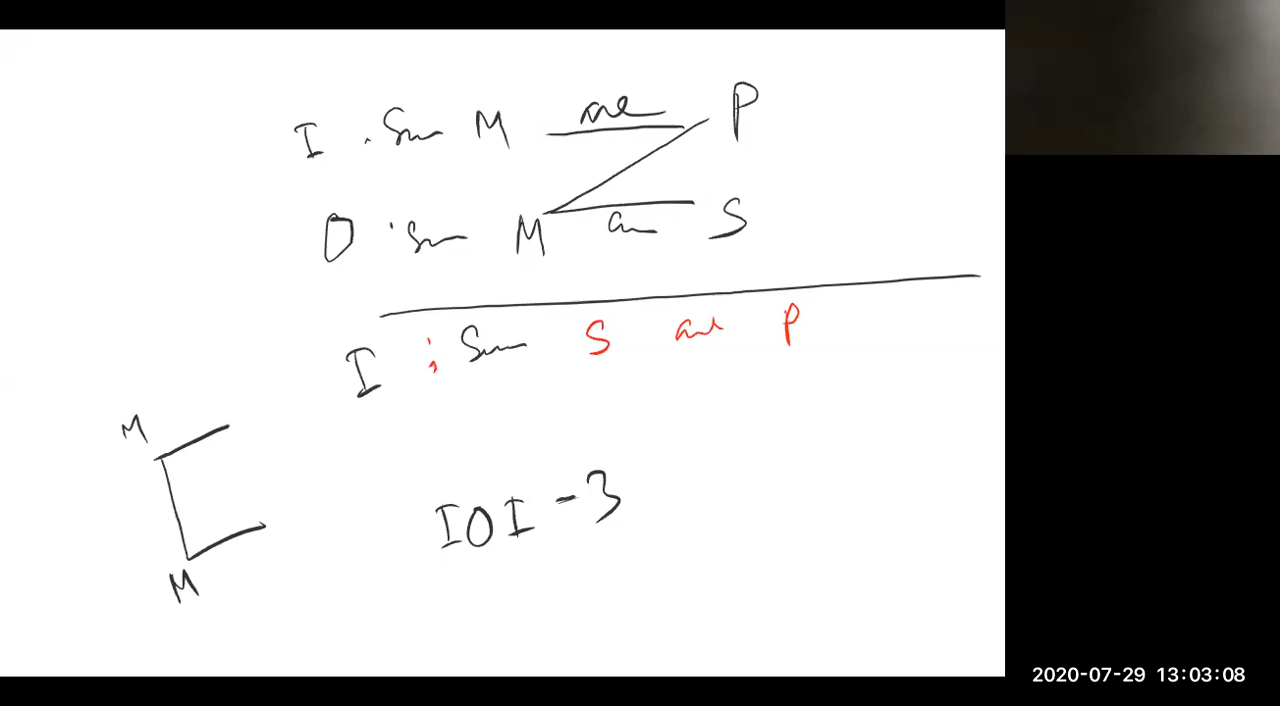 I . Some M are P
O . Some M are S
I ; Some S are P
M
M
IOI - 3
2020-07-29 13:03:08